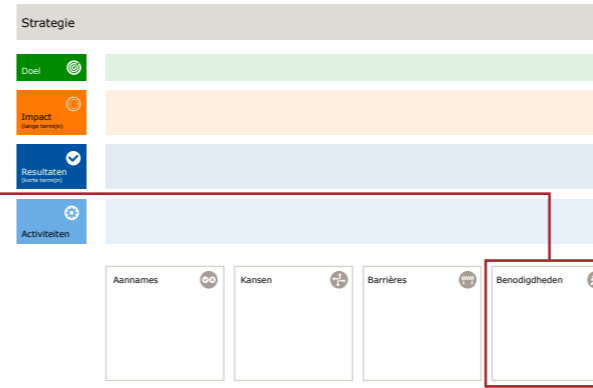 Strategie
Doel
Impact
(lange termijn)
Resultaten
(korte termijn)
Activiteiten
Aannames
Kansen
Barrières
Benodigdheden